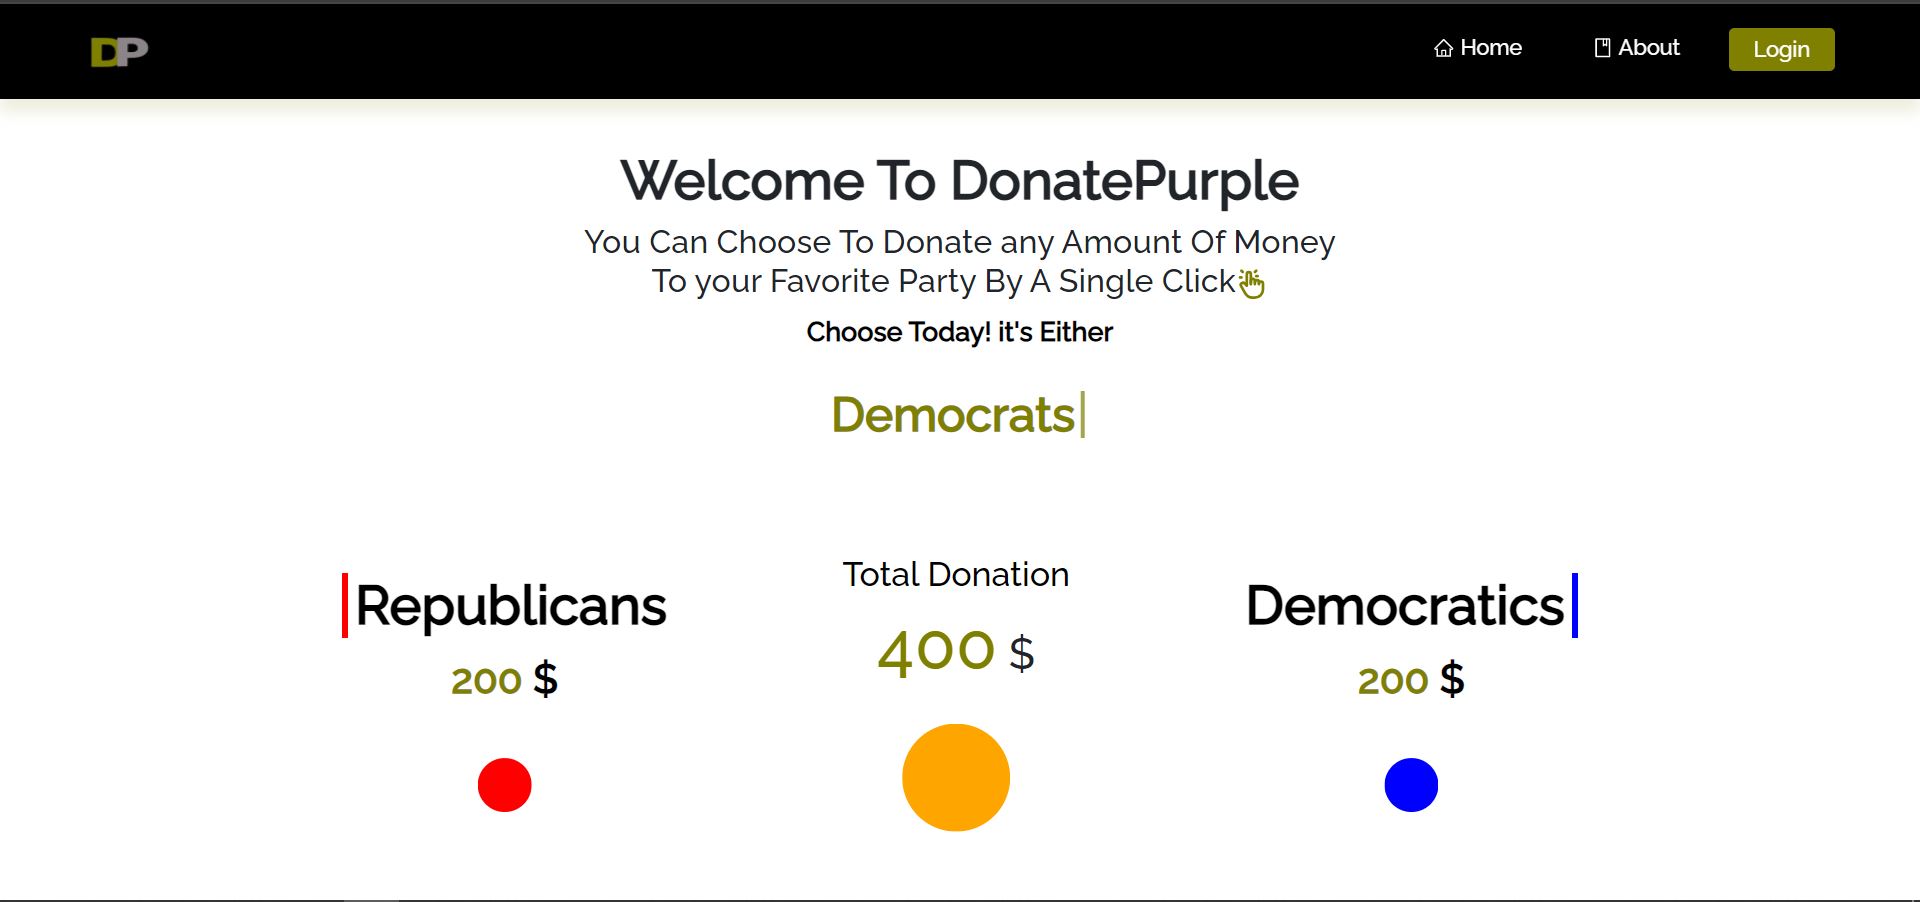 DP
Home
About
Login
Welcome To DonatePurple
You Can Choose To Donate any Amount Of Money
To your Favorite Party By A Single Click
Choose Today! it's Either
Democrats
Republicans
200 $
Total Donation
400 $
Democratics
200 $